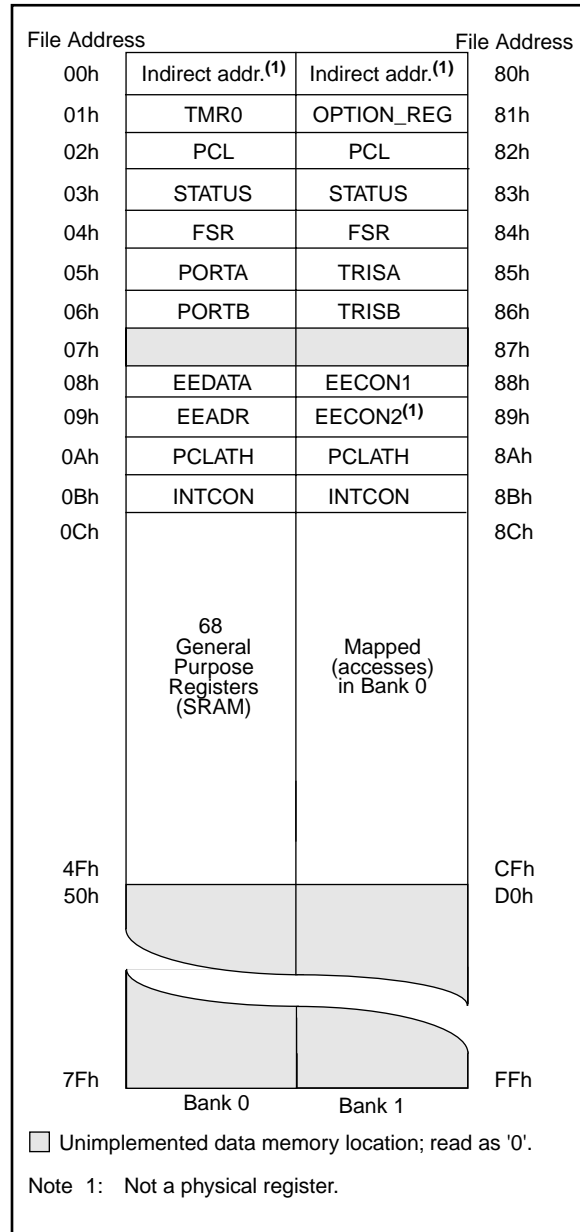 File Address File Address
00h Indirect addr.(1) Indirect addr.(1) 80h
01h TMR0 OPTION_REG 81h
02h PCL PCL 82h
03h STATUS STATUS 83h
04h FSR FSR 84h
05h PORTA TRISA 85h
06h PORTB TRISB 86h
07h 87h
08h EEDATA EECON1 88h
09h EEADR EECON2(1) 89h
0Ah PCLATH PCLATH 8Ah
0Bh INTCON INTCON 8Bh
0Ch 8Ch
68
General
Purpose
Registers
(SRAM)
Mapped
(accesses)
in Bank 0
4Fh CFh
50h D0h
7Fh FFh
Bank 0 Bank 1
Unimplemented data memory location; read as '0'.
Note 1: Not a physical register.